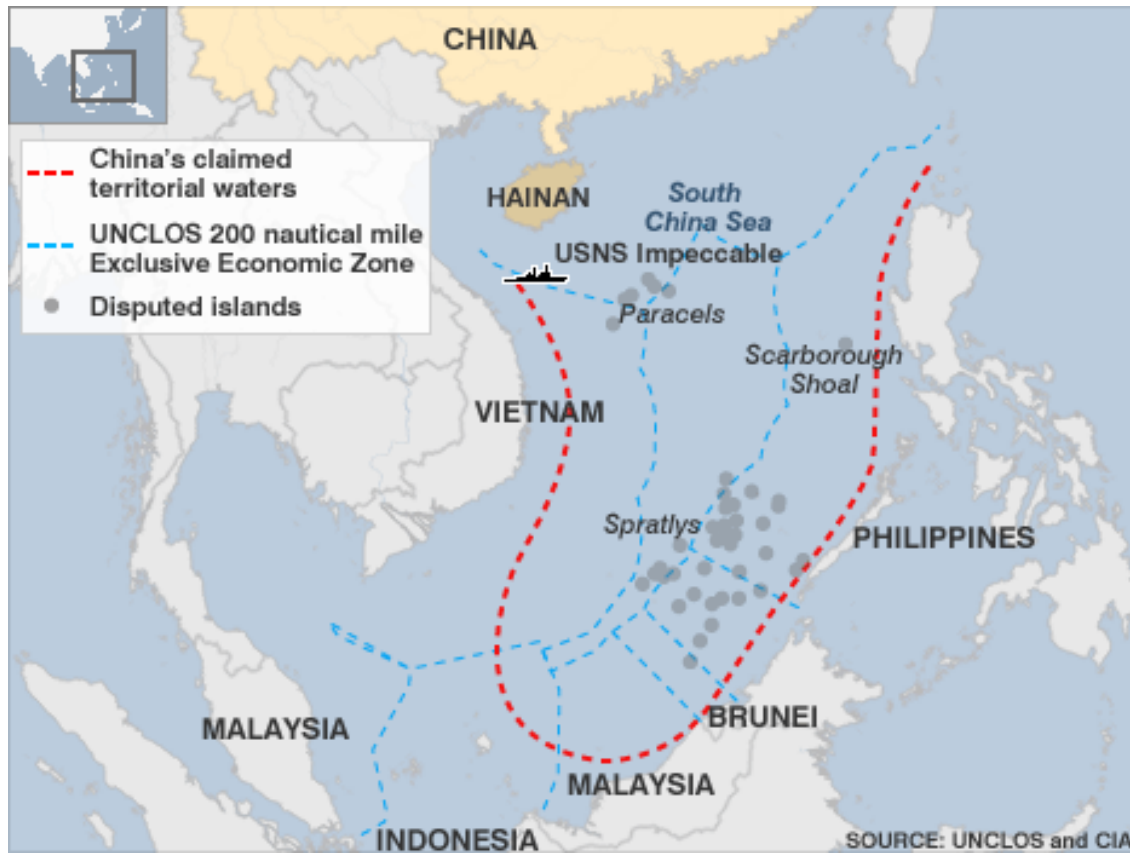 CHINA
China's claimed
territorial waters
UNCLOS 200 nautical mile
Exclusive Economic Zone
Disputed islands
HAINAN
South
China Sea
USNS Impeccable
Paracels
Scarborough
Shoal
VIETNAM
Spratlys
PHILIPPINES
MALAYSIA
BRUNEI
MALAYSIA
INDONESIA
SOURCE: UNCLOS and CIA